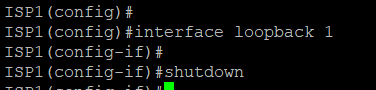 ISP1(config)#
ISP1(config)#interface loopback 1
ISP1(config-if)#
ISP1(config-if)#shutdown
ISP1(config-if)#